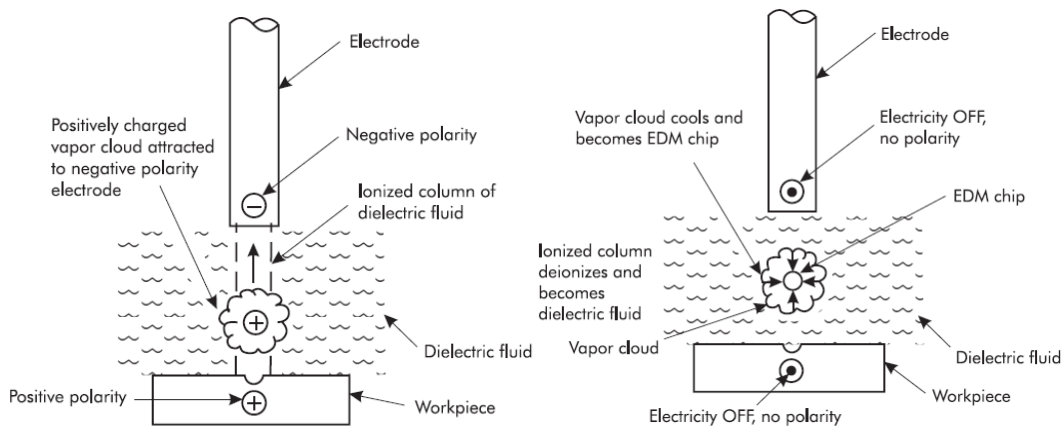 Electrode
Positively charged
vapor cloud attracted
to negative polarity
electrode
Negative polarity
Ionized column of
dielectric fluid
Dielectric fluid
Positive polarity
Workpiece
Electrode
Vapor cloud cools and
becomes EDM chip
Electricity OFF,
no polarity
EDM chip
Ionized column
deionizes and
becomes
dielectric fluid
Vapor cloud
Dielectric fluid
Workpiece
Electricity OFF, no polarity